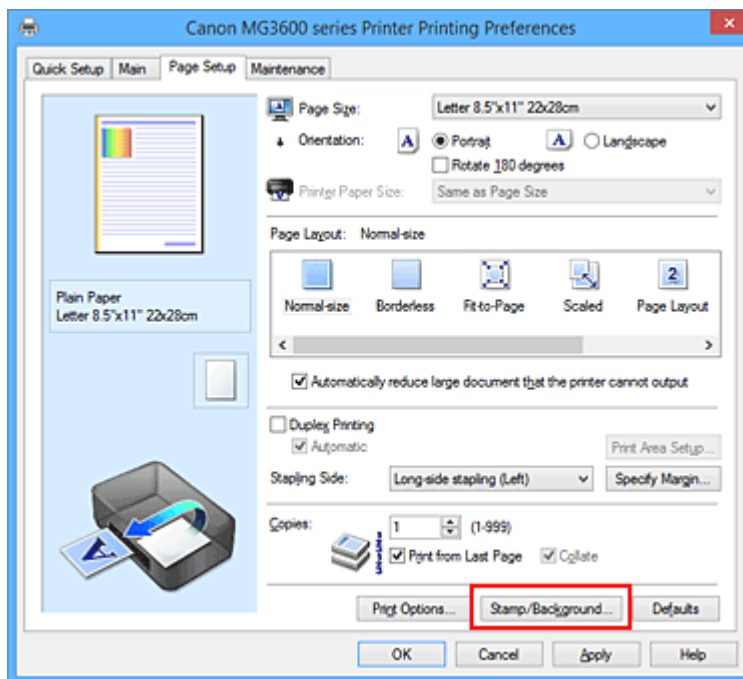 Canon MG3600 series Printer Printing Preferences
Quick Setup Main Page Setup Maintenance
Page Size: Letter 8.5"x11" 22x28cm
Orientation: A Portrait A Landscape
Rotate 180 degrees
Printer Paper Size: Same as Page Size
Page Layout: Normal-size
2
Normal-size Borderless Fit-to-Page Scaled Page Layout
Plain Paper
Letter 8.5"x11" 22x28cm
Automatically reduce large document that the printer cannot output
Duplex Printing
Automatic Print Area Setup...
Stapling Side: Long-side stapling (Left) Specify Margin...
Copies: 1 (1-999)
Print from Last Page Collate
A
Print Options... Stamp/Background... Defaults
OK Cancel Apply Help